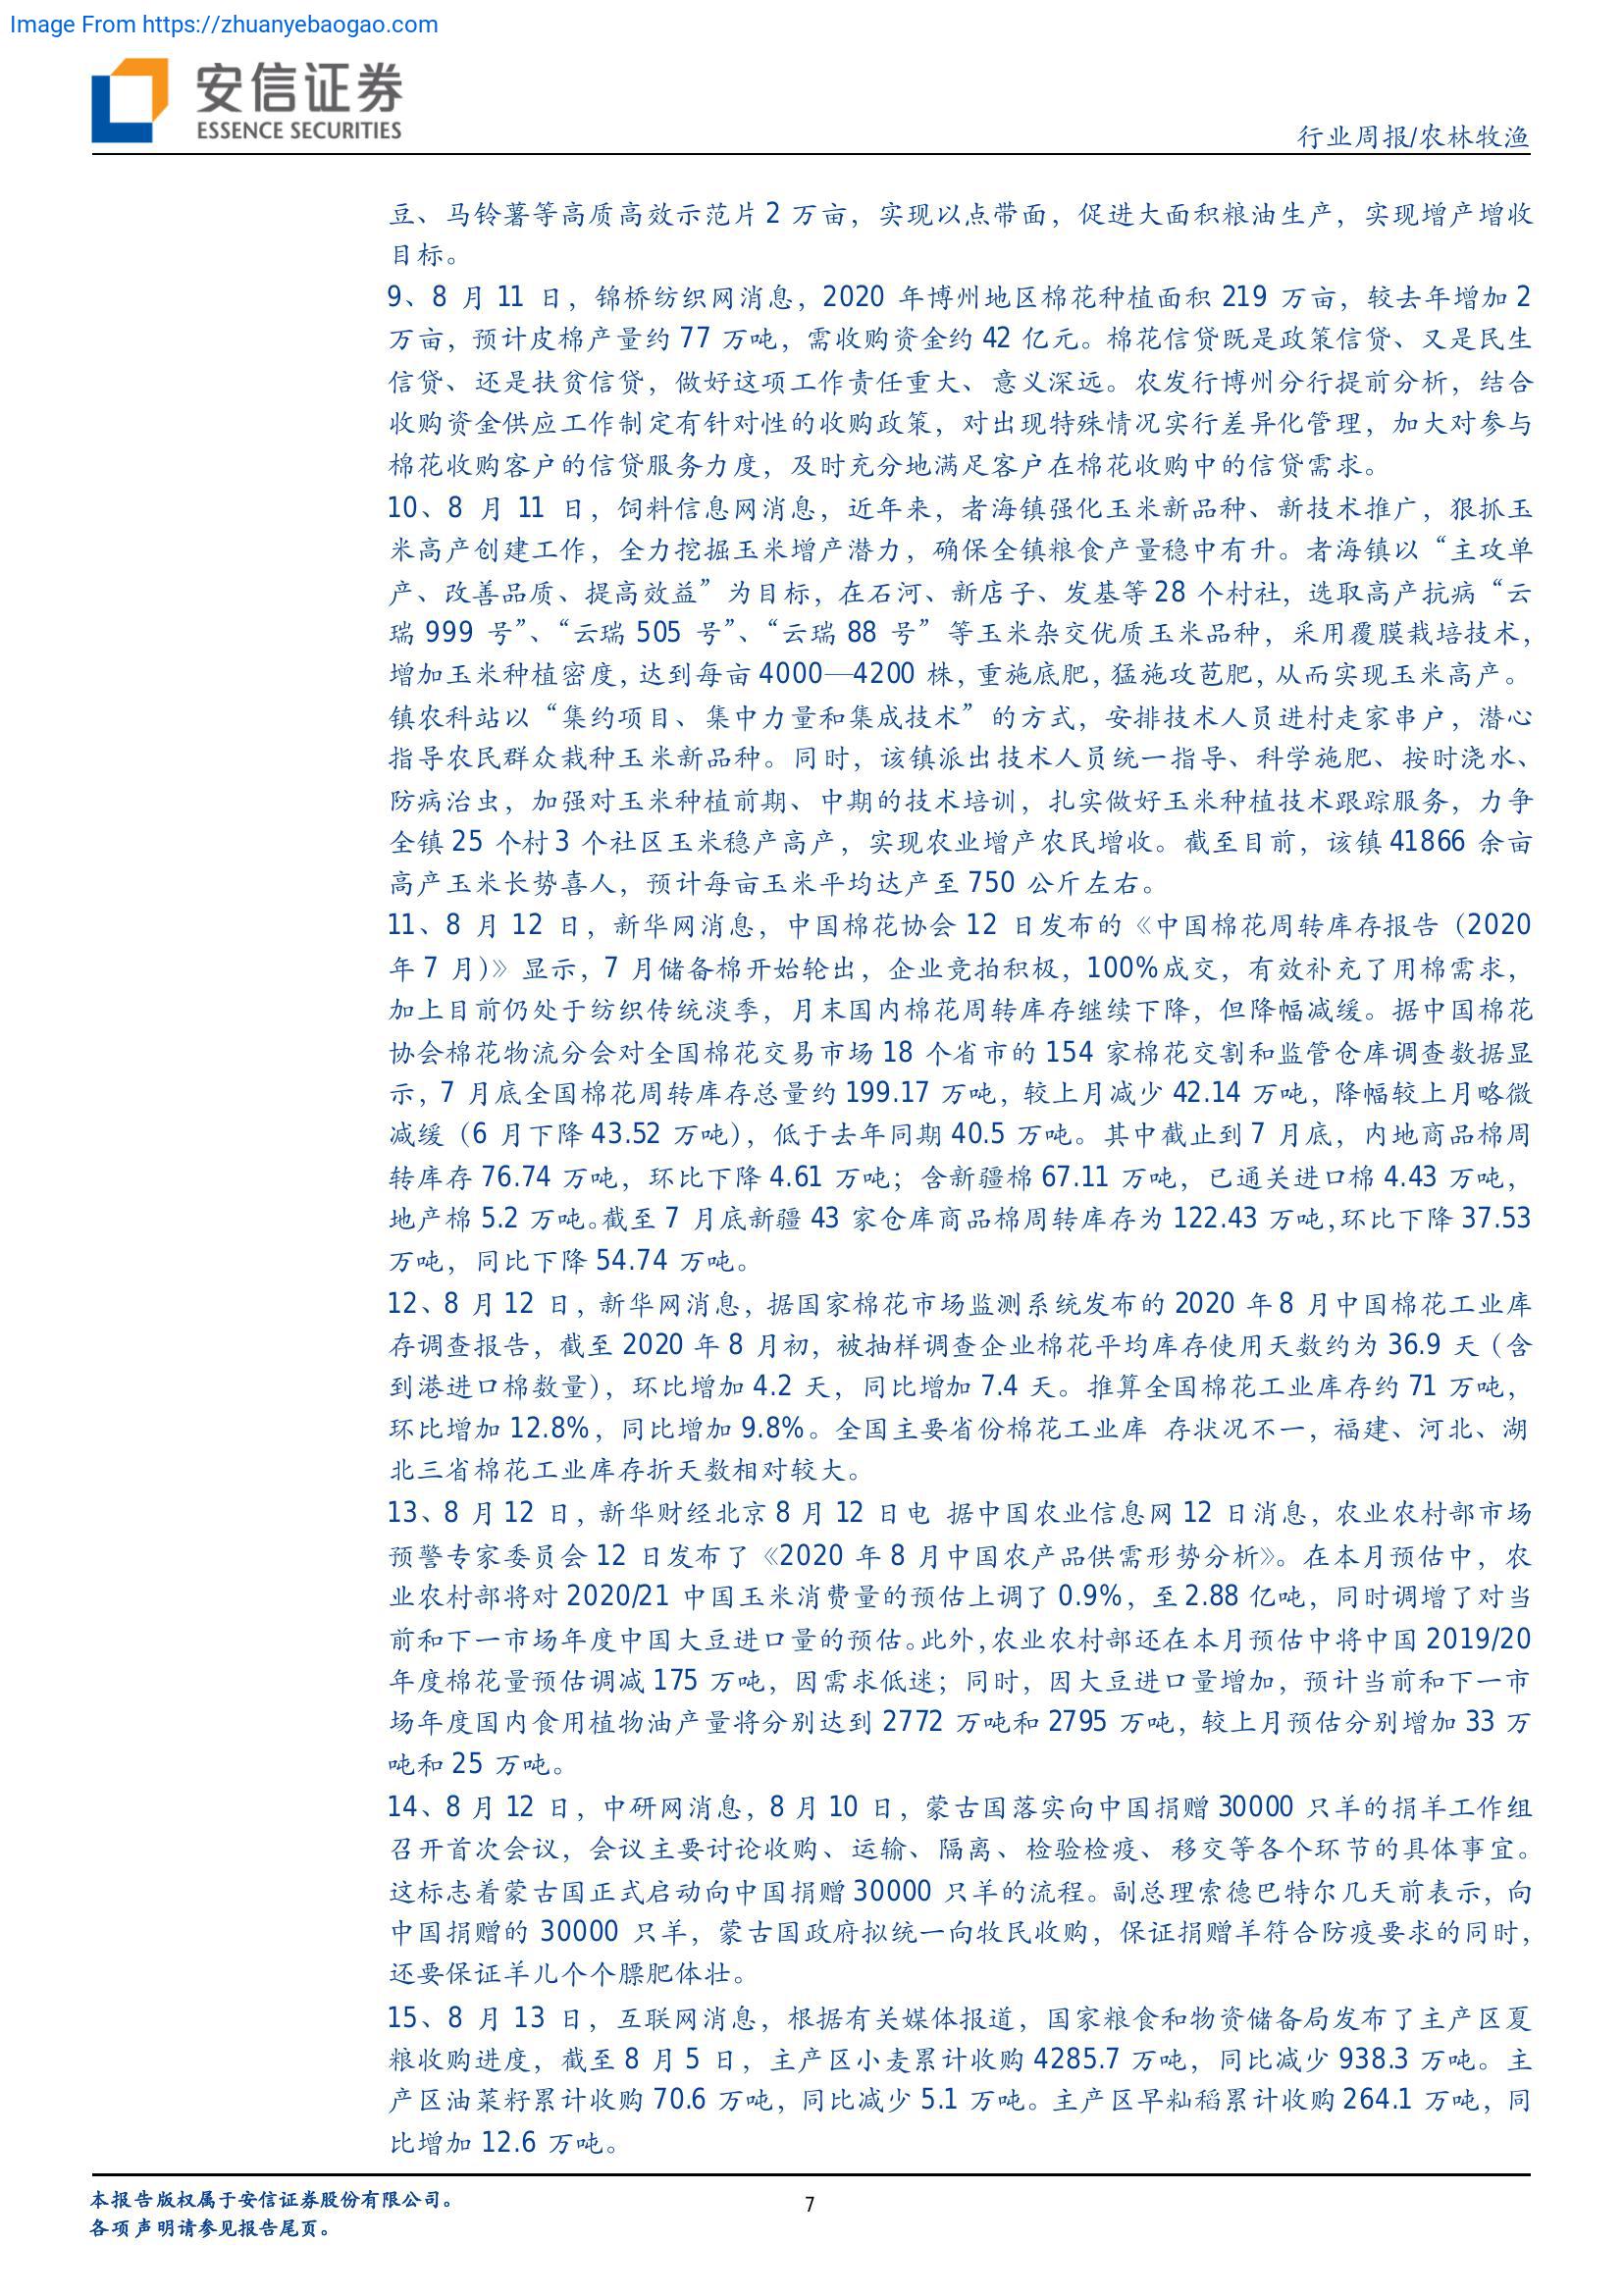 Image From https://zhuanyebaogao.com
安信证券
ESSENCE SECURITIES
行业周报/农林牧渔
豆、马铃薯等高质高效示范片 2 万亩，实现以点带面，促进大面积粮油生产，实现增产增收
目标。
9、8 月 11 日，锦桥纺织网消息，2020 年博州地区棉花种植面积 219 万亩，较去年增加 2
万亩，预计皮棉产量约 77 万吨，需收购资金约 42 亿元。棉花信贷既是政策信贷、又是民生
信贷、还是扶贫信贷，做好这项工作责任重大、意义深远。农发行博州分行提前分析，结合
收购资金供应工作制定有针对性的收购政策，对出现特殊情况实行差异化管理，加大对参与
棉花收购客户的信贷服务力度，及时充分地满足客户在棉花收购中的信贷需求。
10、8 月 11 日，饲料信息网消息，近年来，者海镇强化玉米新品种、新技术推广，狠抓玉
米高产创建工作，全力挖掘玉米增产潜力，确保全镇粮食产量稳中有升。者海镇以“主攻单
产、改善品质、提高效益”为目标，在石河、新店子、发基等 28 个村社，选取高产抗病“云
瑞 999 号”、“云瑞 505 号”、“云瑞 88 号” 等玉米杂交优质玉米品种，采用覆膜栽培技术，
增加玉米种植密度，达到每亩 4000—4200 株，重施底肥，猛施攻苞肥，从而实现玉米高产。
镇农科站以“集约项目、集中力量和集成技术”的方式，安排技术人员进村走家串户，潜心
指导农民群众栽种玉米新品种。同时，该镇派出技术人员统一指导、科学施肥、按时浇水、
防病治虫，加强对玉米种植前期、中期的技术培训，扎实做好玉米种植技术跟踪服务，力争
全镇 25 个村 3 个社区玉米稳产高产，实现农业增产农民增收。截至目前，该镇 41866 余亩
高产玉米长势喜人，预计每亩玉米平均达产至 750 公斤左右。
11、8 月 12 日，新华网消息，中国棉花协会 12 日发布的《中国棉花周转库存报告（2020
年 7 月）》显示，7 月储备棉开始轮出，企业竞拍积极，100%成交，有效补充了用棉需求，
加上目前仍处于纺织传统淡季，月末国内棉花周转库存继续下降，但降幅减缓。据中国棉花
协会棉花物流分会对全国棉花交易市场 18 个省市的 154 家棉花交割和监管仓库调查数据显
示，7 月底全国棉花周转库存总量约 199.17 万吨，较上月减少 42.14 万吨，降幅较上月略微
减缓（6 月下降 43.52 万吨），低于去年同期 40.5 万吨。其中截止到 7 月底，内地商品棉周
转库存 76.74 万吨，环比下降 4.61 万吨；含新疆棉 67.11 万吨，已通关进口棉 4.43 万吨，
地产棉 5.2 万吨。截至 7 月底新疆 43 家仓库商品棉周转库存为 122.43 万吨，环比下降 37.53
万吨，同比下降 54.74 万吨。
12、8 月 12 日，新华网消息，据国家棉花市场监测系统发布的 2020 年 8 月中国棉花工业库
存调查报告，截至 2020 年 8 月初，被抽样调查企业棉花平均库存使用天数约为 36.9 天（含
到港进口棉数量），环比增加 4.2 天，同比增加 7.4 天。推算全国棉花工业库存约 71 万吨，
环比增加 12.8%，同比增加 9.8%。全国主要省份棉花工业库 存状况不一，福建、河北、湖
北三省棉花工业库存折天数相对较大。
13、8 月 12 日，新华财经北京 8 月 12 日电 据中国农业信息网 12 日消息，农业农村部市场
预警专家委员会 12 日发布了《2020 年 8 月中国农产品供需形势分析》。在本月预估中，农
业农村部将对 2020/21 中国玉米消费量的预估上调了 0.9%，至 2.88 亿吨，同时调增了对当
前和下一市场年度中国大豆进口量的预估。此外，农业农村部还在本月预估中将中国 2019/20
年度棉花量预估调减 175 万吨，因需求低迷；同时，因大豆进口量增加，预计当前和下一市
场年度国内食用植物油产量将分别达到 2772 万吨和 2795 万吨，较上月预估分别增加 33 万
吨和 25 万吨。
14、8 月 12 日，中研网消息，8 月 10 日，蒙古国落实向中国捐赠 30000 只羊的捐羊工作组
召开首次会议，会议主要讨论收购、运输、隔离、检验检疫、移交等各个环节的具体事宜。
这标志着蒙古国正式启动向中国捐赠 30000 只羊的流程。副总理索德巴特尔几天前表示，向
中国捐赠的 30000 只羊，蒙古国政府拟统一向牧民收购，保证捐赠羊符合防疫要求的同时，
还要保证羊儿个个膘肥体壮。
15、8 月 13 日，互联网消息，根据有关媒体报道，国家粮食和物资储备局发布了主产区夏
粮收购进度，截至 8 月 5 日，主产区小麦累计收购 4285.7 万吨，同比减少 938.3 万吨。主
产区油菜籽累计收购 70.6 万吨，同比减少 5.1 万吨。主产区早籼稻累计收购 264.1 万吨，同
比增加 12.6 万吨。
本报告版权属于安信证券股份有限公司。
各项声明请参见报告尾页。
7